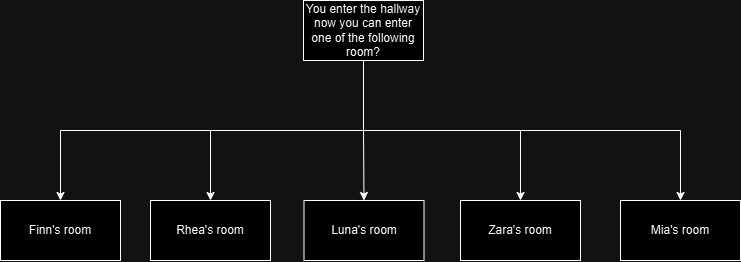 You enter the hallway
now you can enter
one of the following
room?
Finn's room
Rhea's room
Luna's room
Zara's room
Mia's room